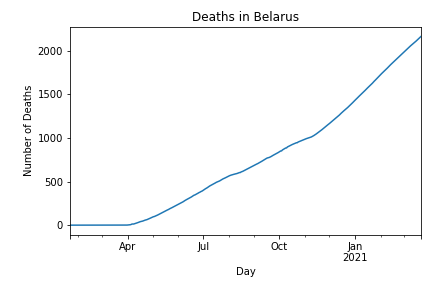 Deaths in Belarus
Number of Deaths
2000
1500
1000
500
0
Apr
Jul
Oct
Jan
2021
Day